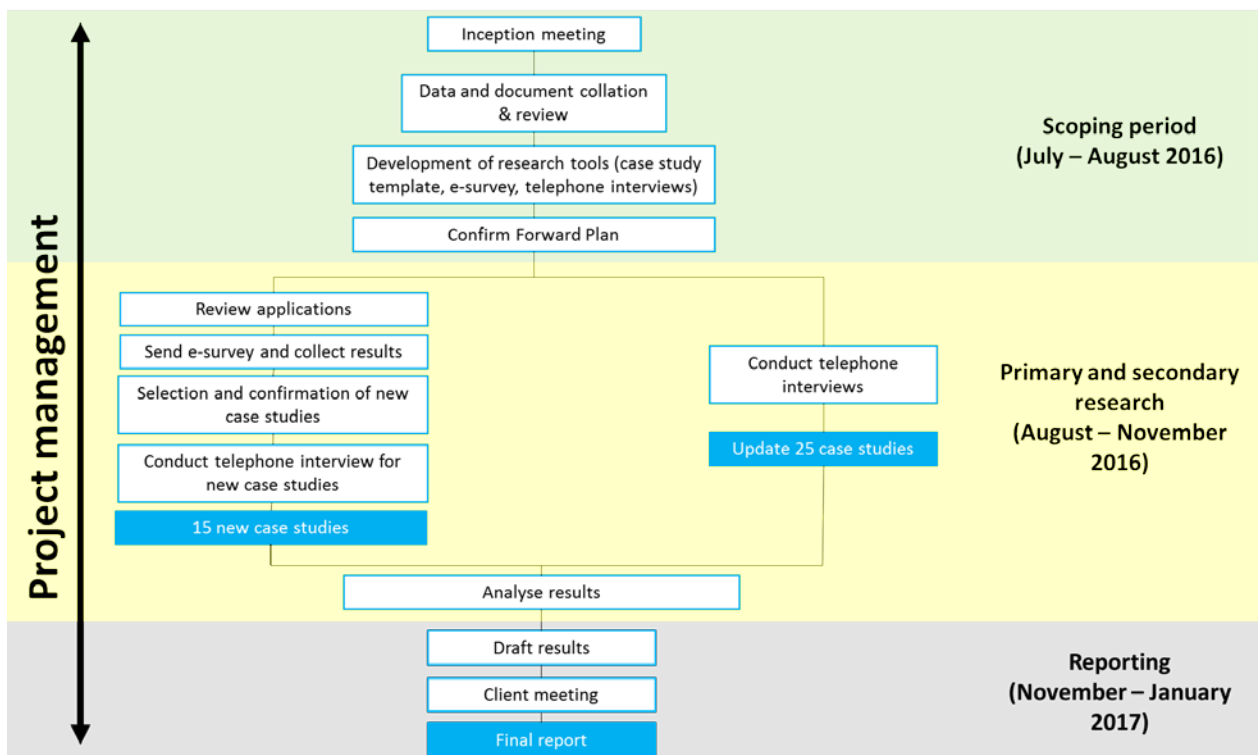 Project management
Inception meeting
Data and document collation
& review
Development of research tools (case study
template, e-survey, telephone interviews)
Confirm Forward Plan
Scoping period
(July – August 2016)
Review applications
Send e-survey and collect results
Selection and confirmation of new
case studies
Conduct telephone interview for
new case studies
15 new case studies
Conduct telephone
interviews
Update 25 case studies
Analyse results
Primary and secondary
research
(August – November
2016)
Draft results
Client meeting
Final report
Reporting
(November – January
2017)